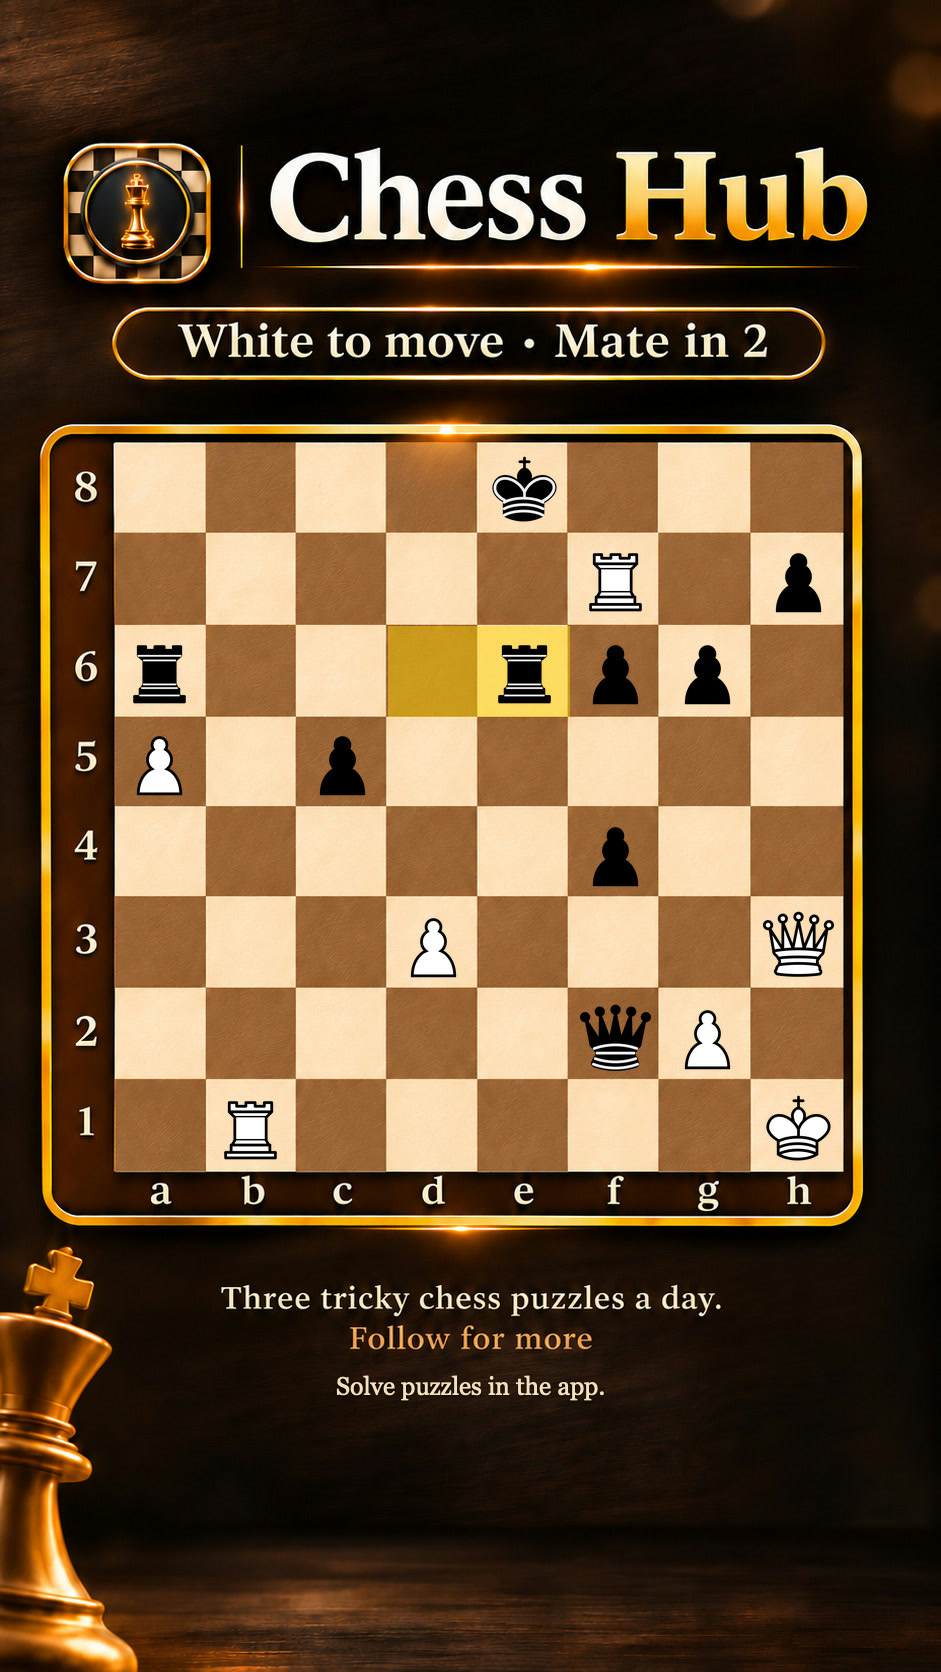 Chess Hub
White to move • Mate in 2
8
7
6
5
4
3
2
1
a b c d e f g h
Three tricky chess puzzles a day.
Follow for more
Solve puzzles in the app.